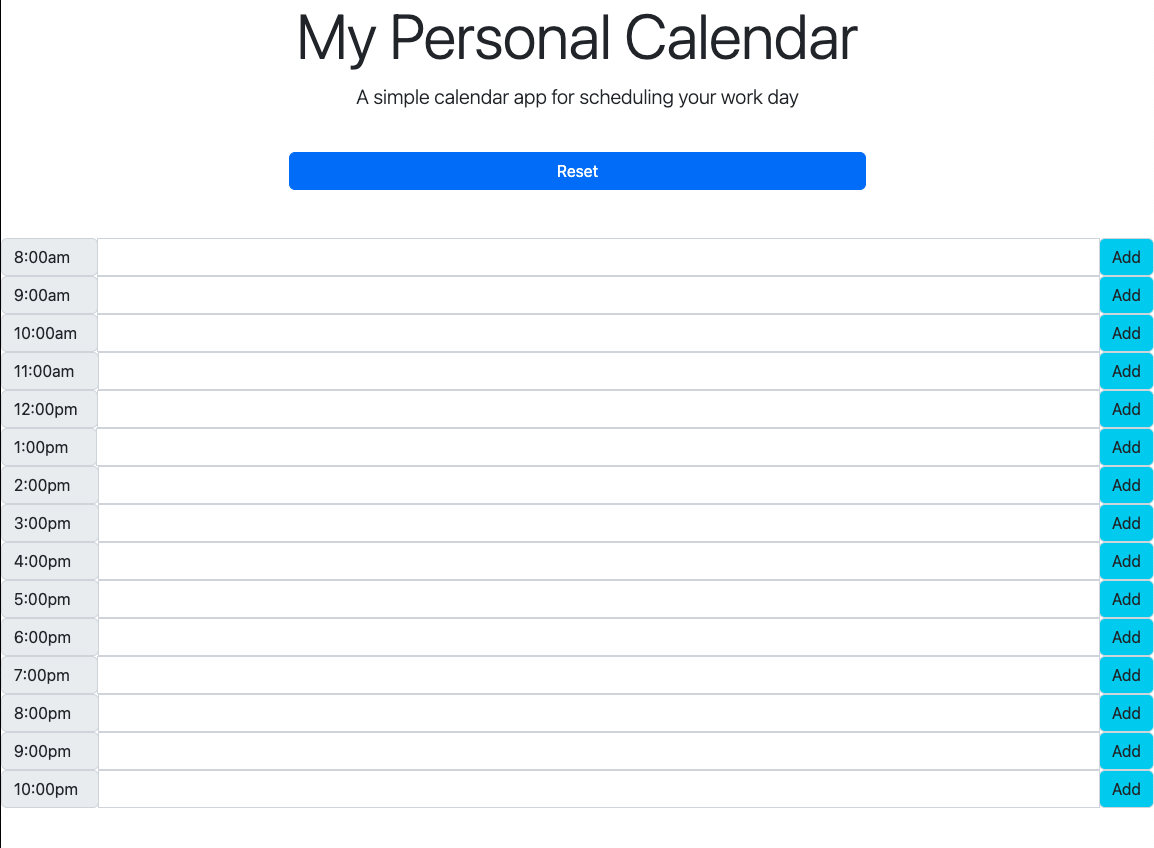 My Personal Calendar
A simple calendar app for scheduling your work day
Reset
8:00am Add
9:00am Add
10:00am Add
11:00am Add
12:00pm Add
1:00pm Add
2:00pm Add
3:00pm Add
4:00pm Add
5:00pm Add
6:00pm Add
7:00pm Add
8:00pm Add
9:00pm Add
10:00pm Add